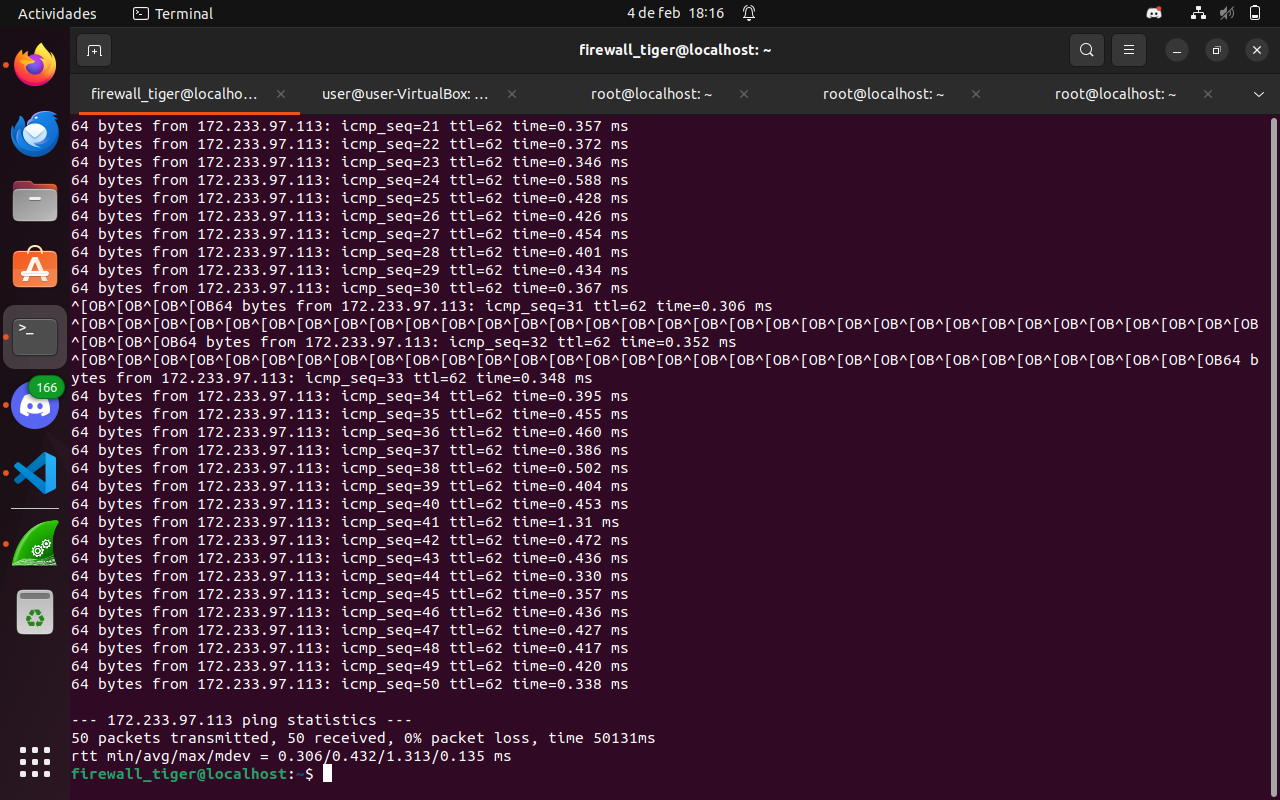 Actividades
Terminal
4 de feb 18:16
firewall_tiger@localhost: ~
firewall_tiger@localho…
user@user-VirtualBox: …
root@localhost: ~
root@localhost: ~
root@localhost: ~
64 bytes from 172.233.97.113: icmp_seq=21 ttl=62 time=0.357 ms
64 bytes from 172.233.97.113: icmp_seq=22 ttl=62 time=0.372 ms
64 bytes from 172.233.97.113: icmp_seq=23 ttl=62 time=0.346 ms
64 bytes from 172.233.97.113: icmp_seq=24 ttl=62 time=0.588 ms
64 bytes from 172.233.97.113: icmp_seq=25 ttl=62 time=0.428 ms
64 bytes from 172.233.97.113: icmp_seq=26 ttl=62 time=0.426 ms
64 bytes from 172.233.97.113: icmp_seq=27 ttl=62 time=0.454 ms
64 bytes from 172.233.97.113: icmp_seq=28 ttl=62 time=0.401 ms
64 bytes from 172.233.97.113: icmp_seq=29 ttl=62 time=0.434 ms
64 bytes from 172.233.97.113: icmp_seq=30 ttl=62 time=0.367 ms
^[OB^[OB^[OB^[OB64 bytes from 172.233.97.113: icmp_seq=31 ttl=62 time=0.306 ms
^[OB^[OB^[OB^[OB^[OB^[OB^[OB^[OB^[OB^[OB^[OB^[OB^[OB^[OB^[OB^[OB^[OB^[OB^[OB^[OB^[OB^[OB^[OB^[OB^[OB^[OB^[OB^[OB^[OB^[OB^[OB^[OB^[OB
^[OB^[OB^[OB64 bytes from 172.233.97.113: icmp_seq=32 ttl=62 time=0.352 ms
^[OB^[OB^[OB^[OB^[OB^[OB^[OB^[OB^[OB^[OB^[OB^[OB^[OB^[OB^[OB^[OB^[OB^[OB^[OB^[OB^[OB^[OB^[OB^[OB^[OB^[OB^[OB^[OB^[OB^[OB^[OB^[OB64 b
ytes from 172.233.97.113: icmp_seq=33 ttl=62 time=0.348 ms
64 bytes from 172.233.97.113: icmp_seq=34 ttl=62 time=0.395 ms
64 bytes from 172.233.97.113: icmp_seq=35 ttl=62 time=0.455 ms
64 bytes from 172.233.97.113: icmp_seq=36 ttl=62 time=0.460 ms
64 bytes from 172.233.97.113: icmp_seq=37 ttl=62 time=0.386 ms
64 bytes from 172.233.97.113: icmp_seq=38 ttl=62 time=0.502 ms
64 bytes from 172.233.97.113: icmp_seq=39 ttl=62 time=0.404 ms
64 bytes from 172.233.97.113: icmp_seq=40 ttl=62 time=0.453 ms
64 bytes from 172.233.97.113: icmp_seq=41 ttl=62 time=1.31 ms
64 bytes from 172.233.97.113: icmp_seq=42 ttl=62 time=0.472 ms
64 bytes from 172.233.97.113: icmp_seq=43 ttl=62 time=0.436 ms
64 bytes from 172.233.97.113: icmp_seq=44 ttl=62 time=0.330 ms
64 bytes from 172.233.97.113: icmp_seq=45 ttl=62 time=0.357 ms
64 bytes from 172.233.97.113: icmp_seq=46 ttl=62 time=0.436 ms
64 bytes from 172.233.97.113: icmp_seq=47 ttl=62 time=0.427 ms
64 bytes from 172.233.97.113: icmp_seq=48 ttl=62 time=0.417 ms
64 bytes from 172.233.97.113: icmp_seq=49 ttl=62 time=0.420 ms
64 bytes from 172.233.97.113: icmp_seq=50 ttl=62 time=0.338 ms
--- 172.233.97.113 ping statistics ---
50 packets transmitted, 50 received, 0% packet loss, time 50131ms
rtt min/avg/max/mdev = 0.306/0.432/1.313/0.135 ms
firewall_tiger@localhost:~$
>_
166